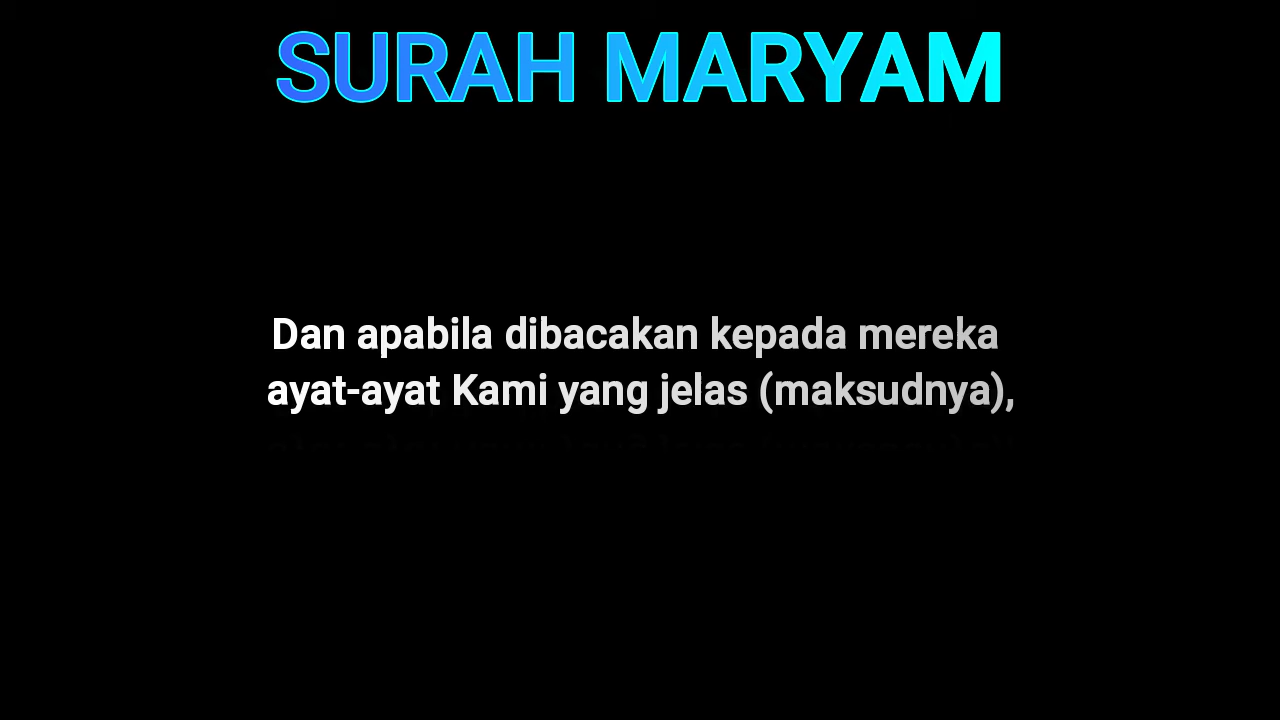 SURAH MARYAM
Dan apabila dibacakan kepada mereka
ayat-ayat Kami yang jelas (maksudnya),